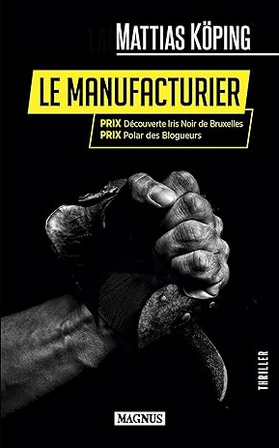 MATTIAS KÖPING
LE MANUFACTURIER
PRIX Découverte Iris Noir de Bruxelles
PRIX Polar des Blogueurs
THRILLER
MAGNUS